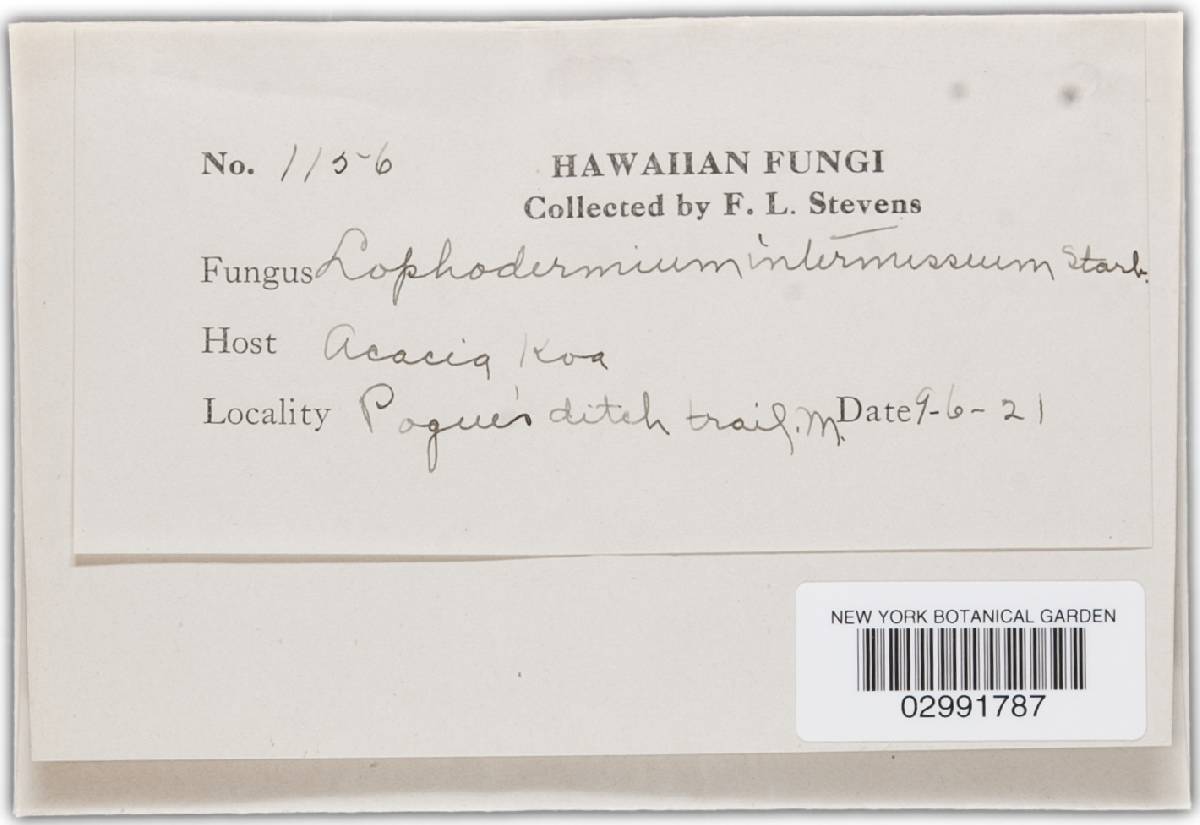 No. 1156
HAWAIIAN FUNGI
Collected by F. L. Stevens
Fungus Lophodermium intermissum Starb.
Host Acacia Koa
Locality Pogue's ditch trail. M. Date 9-6-21
NEW YORK BOTANICAL GARDEN
02991787